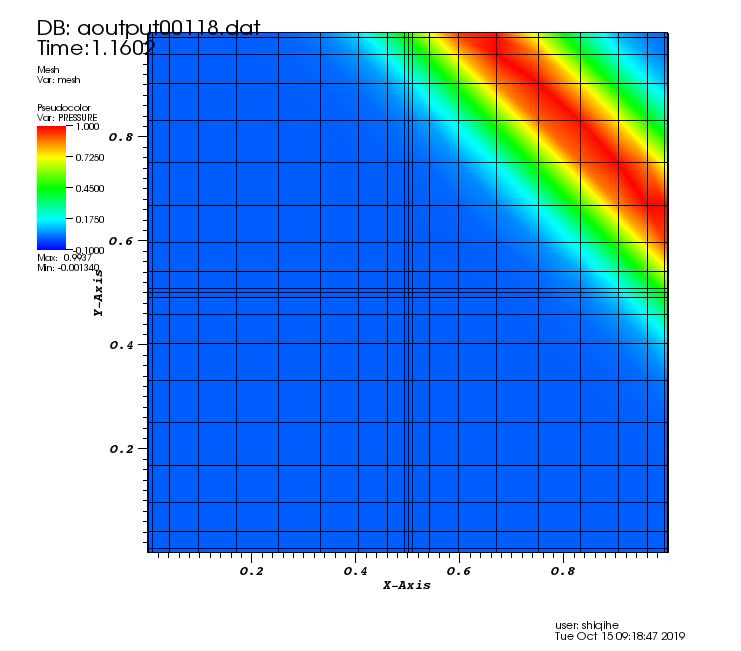 DB: aoutput00118.dat
Time:1.1602
Mesh
Var: mesh
Pseudocolor
Var: PRESSURE
1.000
0.7250
0.4500
0.1750
-0.1000
Max: 0.9937
Min: -0.001340
Y-Axis
0.8
0.6
0.4
0.2
0.2 0.4 0.6 0.8
X-Axis
user: shiqihe
Tue Oct 15 09:18:47 2019